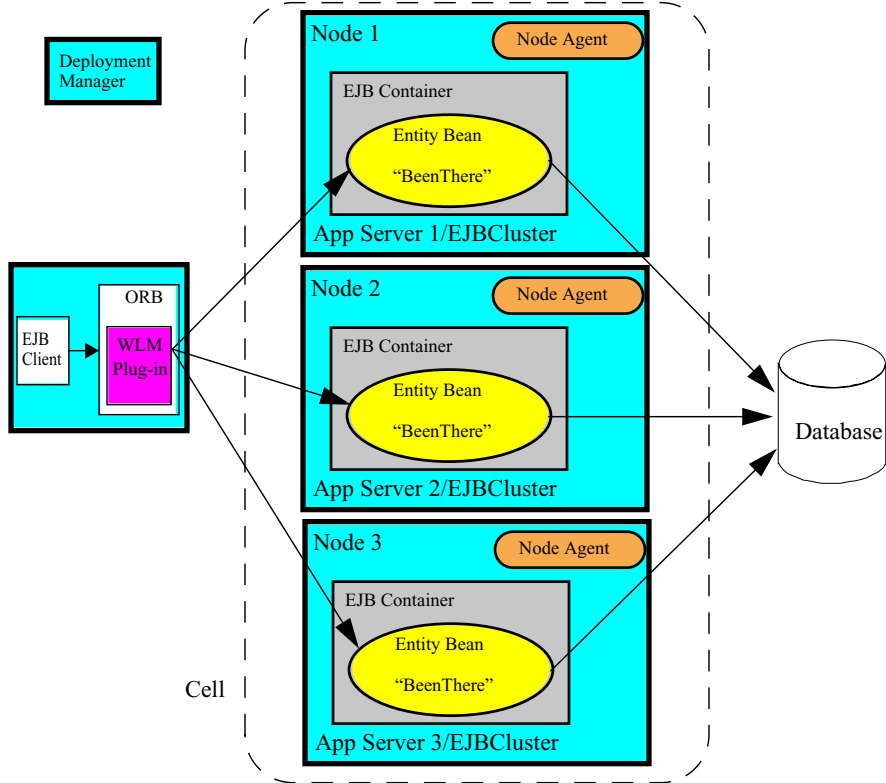 Deployment
Manager
Node 1
Node Agent
EJB Container
Entity Bean
“BeenThere”
App Server 1/EJBCluster
ORB
EJB
Client
WLM
Plug-in
Node 2
Node Agent
EJB Container
Entity Bean
“BeenThere”
App Server 2/EJBCluster
Database
Node 3
Node Agent
EJB Container
Entity Bean
“BeenThere”
App Server 3/EJBCluster
Cell